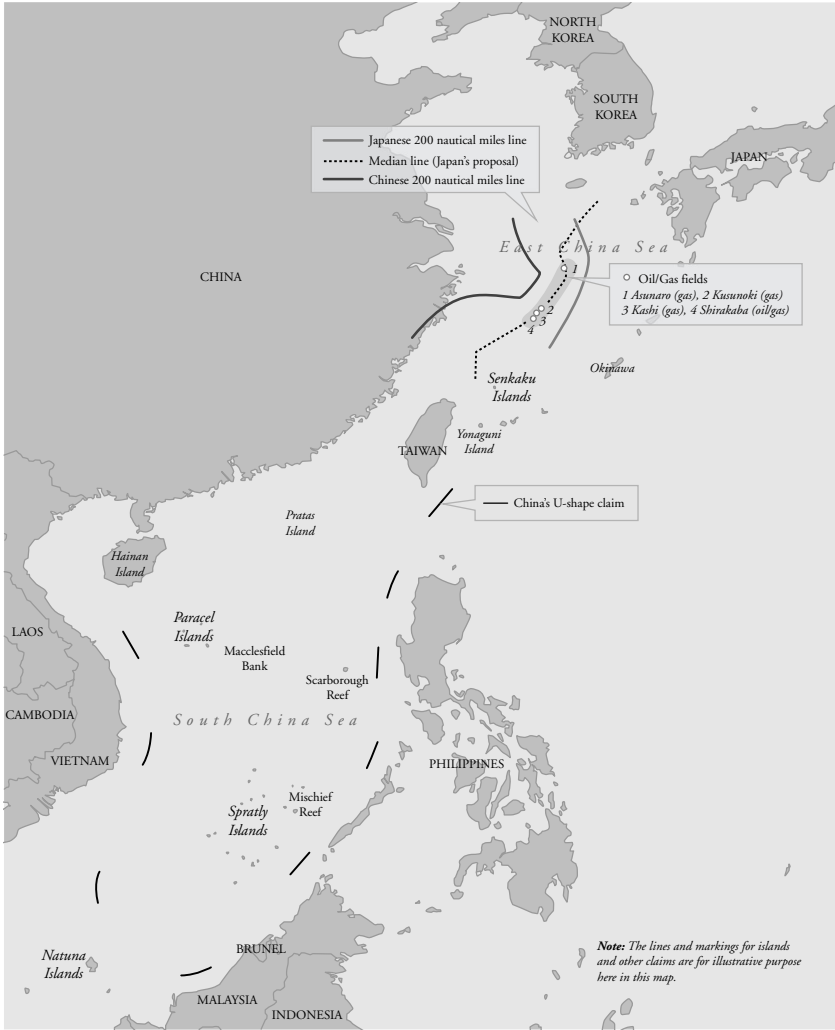 NORTH
KOREA
SOUTH
KOREA
Japanese 200 nautical miles line
Median line (Japan's proposal)
Chinese 200 nautical miles line
JAPAN
East China Sea
CHINA
1
Oil/Gas fields
1 Asunaro (gas), 2 Kusunoki (gas)
3 Kashi (gas), 4 Shirakaba (oil/gas)
2
3
4
Okinawa
Senkaku
Islands
Yonaguni
Island
TAIWAN
China's U-shape claim
Pratas
Island
Hainan
Island
Paracel
Islands
LAOS
Macclesfield
Bank
Scarborough
Reef
CAMBODIA
South China Sea
VIETNAM
PHILIPPINES
Mischief
Reef
Spratly
Islands
Natuna
Islands
BRUNEL
Note: The lines and markings for islands
and other claims are for illustrative purpose
here in this map.
MALAYSIA
INDONESIA